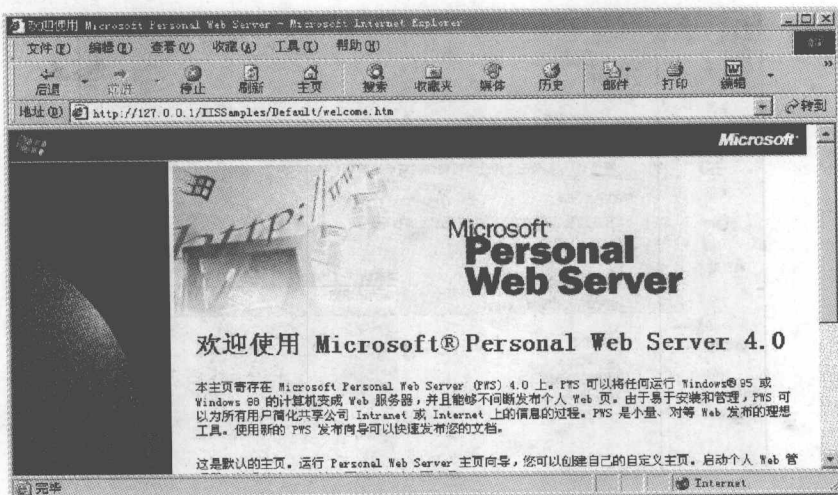 欢迎使用 Microsoft Personal Web Server - Microsoft Internet Explorer
文件(F) 编辑(E) 查看(V) 收藏(A) 工具(T) 帮助(H)
后退 前进 停止 刷新 主页 搜索 收藏夹 媒体 历史 邮件 打印 编辑
地址(D) http://127.0.0.1/IISSamples/Default/welcome.htm 转到
Microsoft
http://
Microsoft
Personal
Web Server
欢迎使用 Microsoft® Personal Web Server 4.0
本主页寄存在 Microsoft Personal Web Server (PWS) 4.0 上。PWS 可以将任何运行 Windows® 95 或
Windows 98 的计算机变成 Web 服务器，并且能够不间断发布个人 Web 页。由于易于安装和管理，PWS 可
以为所有用户简化共享公司 Intranet 或 Internet 上的信息的过程。PWS 是小量、对等 Web 发布的理想
工具。使用新的 PWS 发布向导可以快速发布您的文档。
这是默认的主页。运行 Personal Web Server 主页向导，您可以创建自己的自定义主页。启动个人 Web 管
完毕 Internet